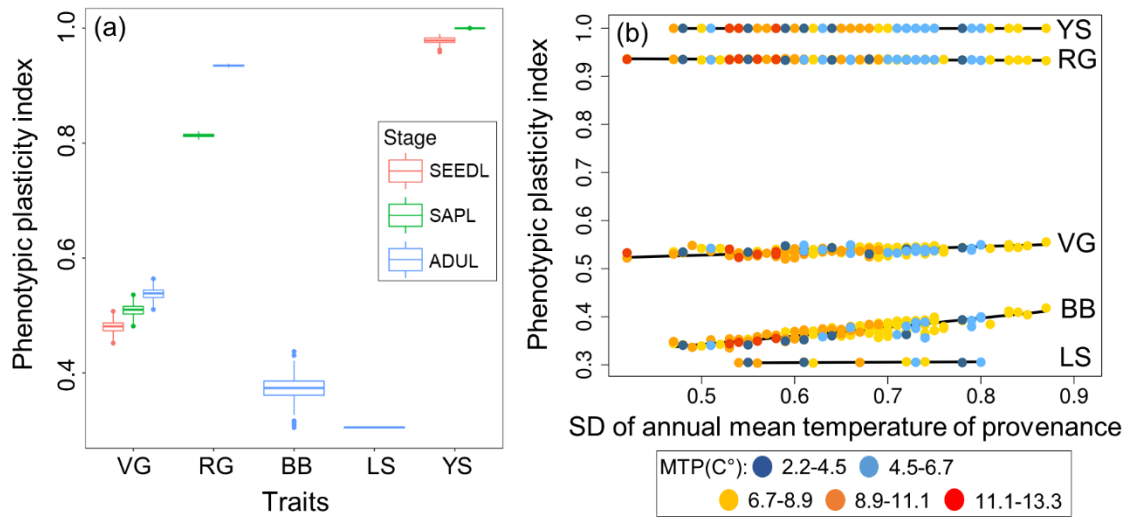 (a)
Phenotypic plasticity index
1.0
0.8
0.6
0.4
Stage
SEEDL
SAPL
ADUL
VG RG BB LS YS
Traits
(b)
Phenotypic plasticity index
1.0
0.9
0.6
0.5
0.4
0.3
YS
RG
VG
BB
LS
0.5 0.6 0.7 0.8 0.9
SD of annual mean temperature of provenance
MTP(C°): 2.2-4.5 4.5-6.7
6.7-8.9 8.9-11.1 11.1-13.3